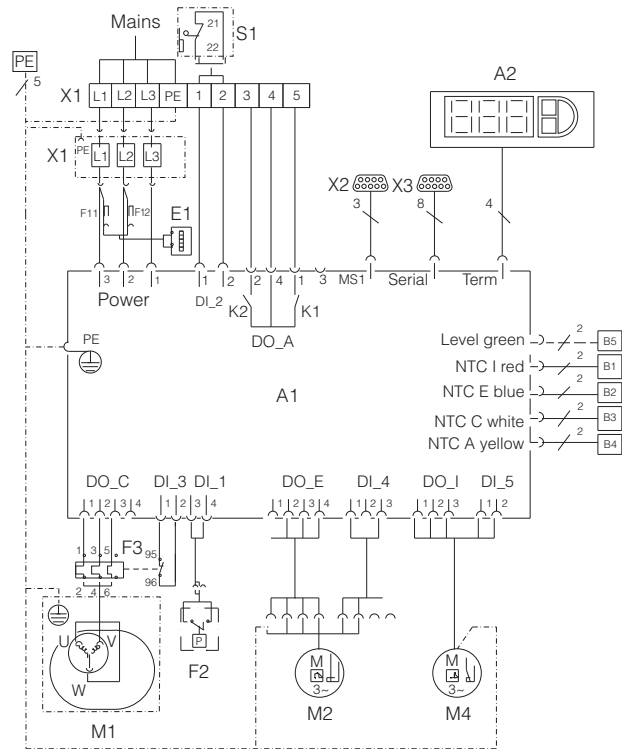 Mains
21
22
S1
PE
5
A2
X1 L1 L2 L3 PE 1 2 3 4 5
X1 PE L1 L2 L3
X2 X3
3 8 4
F11 F12 E1
3 2 1 1 2 2 4 1 3 MS1 Serial Term
Power DI_2 K2 K1
DO_A
PE
Level green 2 B5
NTC I red 2 B1
A1
NTC E blue 2 B2
NTC C white 2 B3
NTC A yellow 2 B4
DO_C DI_3 DI_1 DO_E DI_4 DO_I DI_5
1 2 3 4 1 2 3 4 1 2 3 4 1 2 3 1 2 3 1 2
1 3 5 F3 95
96
2 4 6
P
F2
U V
W
M
3~
M
3~
M1 M2 M4